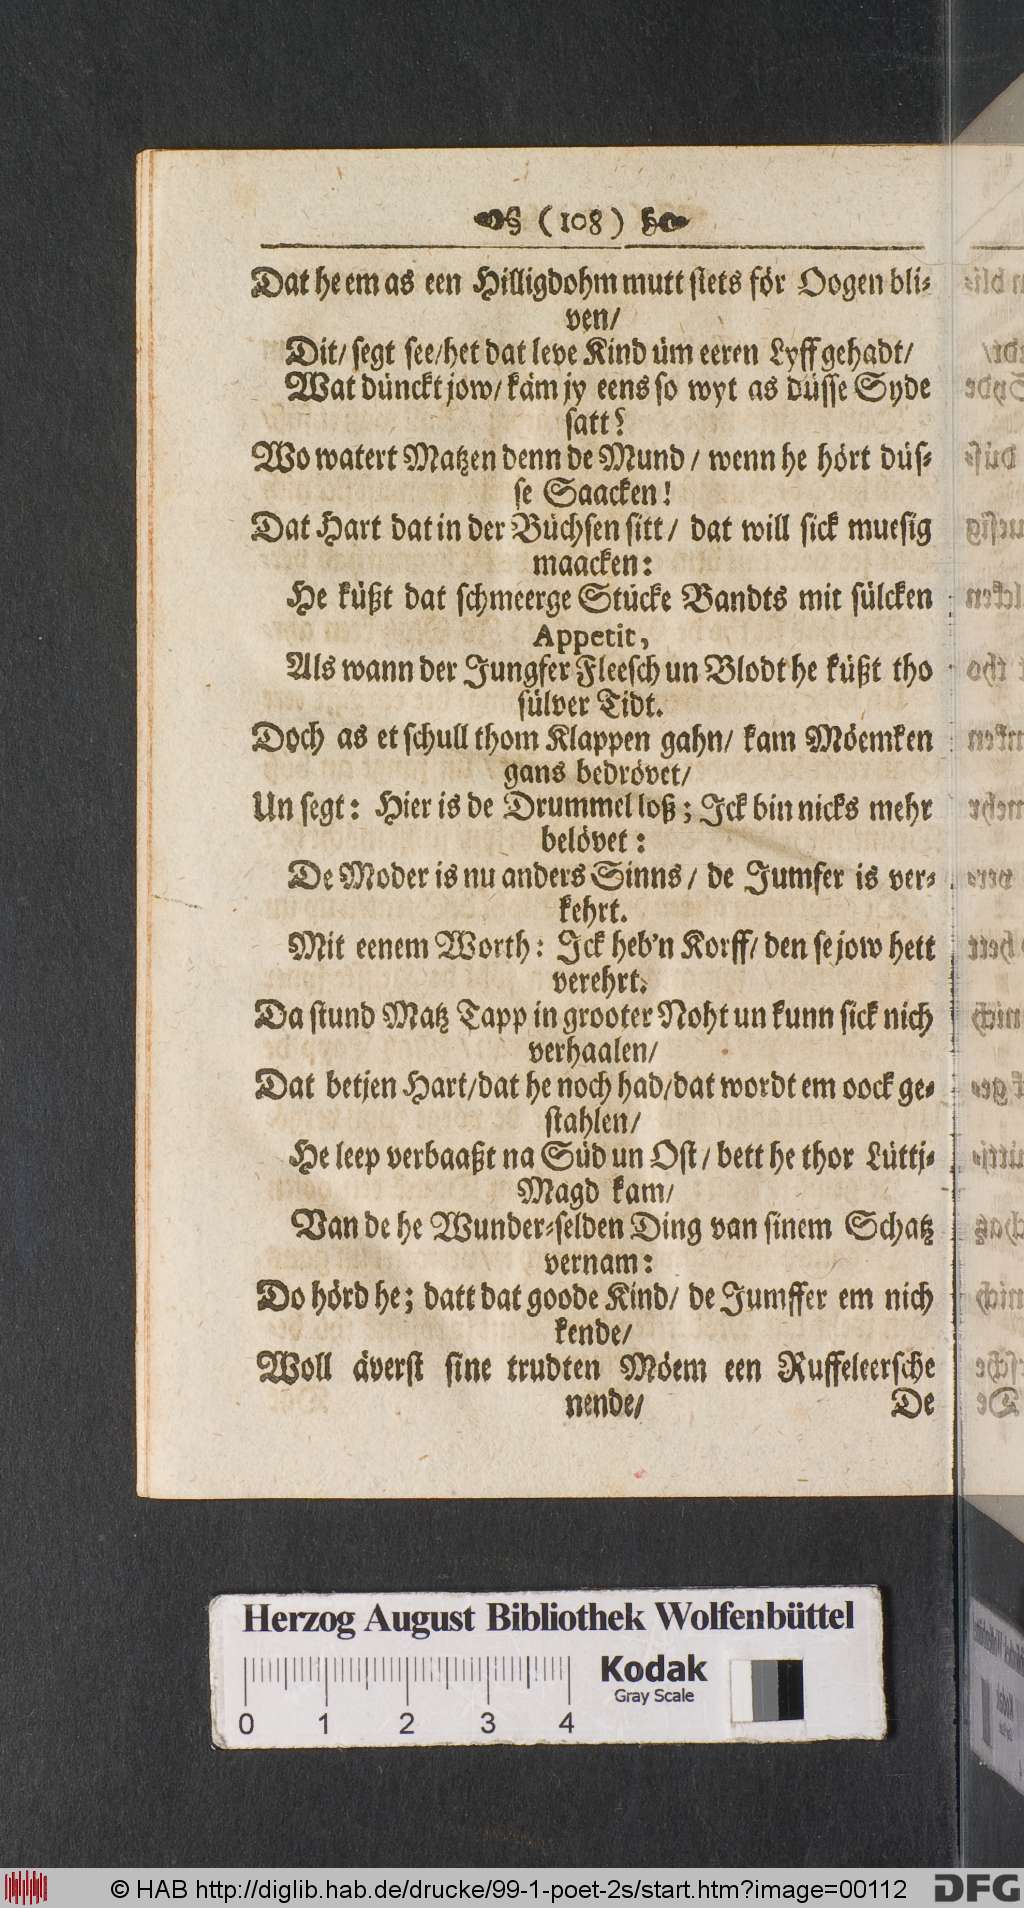 (108)
Dat he em as een Hilligdohm mutt stets för Oogen bli-
ven/
Dit/ segt see/het dat leve Kind üm eeren Lyff gehadt/
Wat dünckt jow/ käm jy eens so wyt as düsse Syde
satt?
Wo watert Matzen denn de Mund / wenn he hört düs-
se Saacken!
Dat Hart dat in der Büchsen sitt / dat will sick muesig
maacken:
He küßt dat schmeerge Stücke Bandts mit sülcken
Appetit,
Als wann der Jungfer Fleesch un Blodt he küßt tho
sülver Tidt.
Doch as et schull thom Klappen gahn/ kam Möemken
gans bedrövet/
Un segt: Hier is de Drummel loß; Ick bin nicks mehr
belövet:
De Moder is nu anders Sinns / de Jumfer is ver-
kehrt.
Mit eenem Worth: Ick heb'n Korff/ den se jow hett
verehrt.
Da stund Matz Tapp in grooter Noht un kunn sick nich
verhaalen/
Dat betjen Hart/dat he noch had/dat wordt em oock ge-
stahlen/
He leep verbaaßt na Süd un Ost / bett he thor Lüttj-
Magd kam/
Van de he Wunder-selden Ding van sinem Schatz
vernam:
Do hörd he; datt dat goode Kind/ de Jumffer em nich
kende/
Woll äverst sine trudten Möem een Ruffeleersche
nende/ De
Herzog August Bibliothek Wolfenbüttel
Kodak
Gray Scale
0 1 2 3 4
© HAB http://diglib.hab.de/drucke/99-1-poet-2s/start.htm?image=00112
DFG